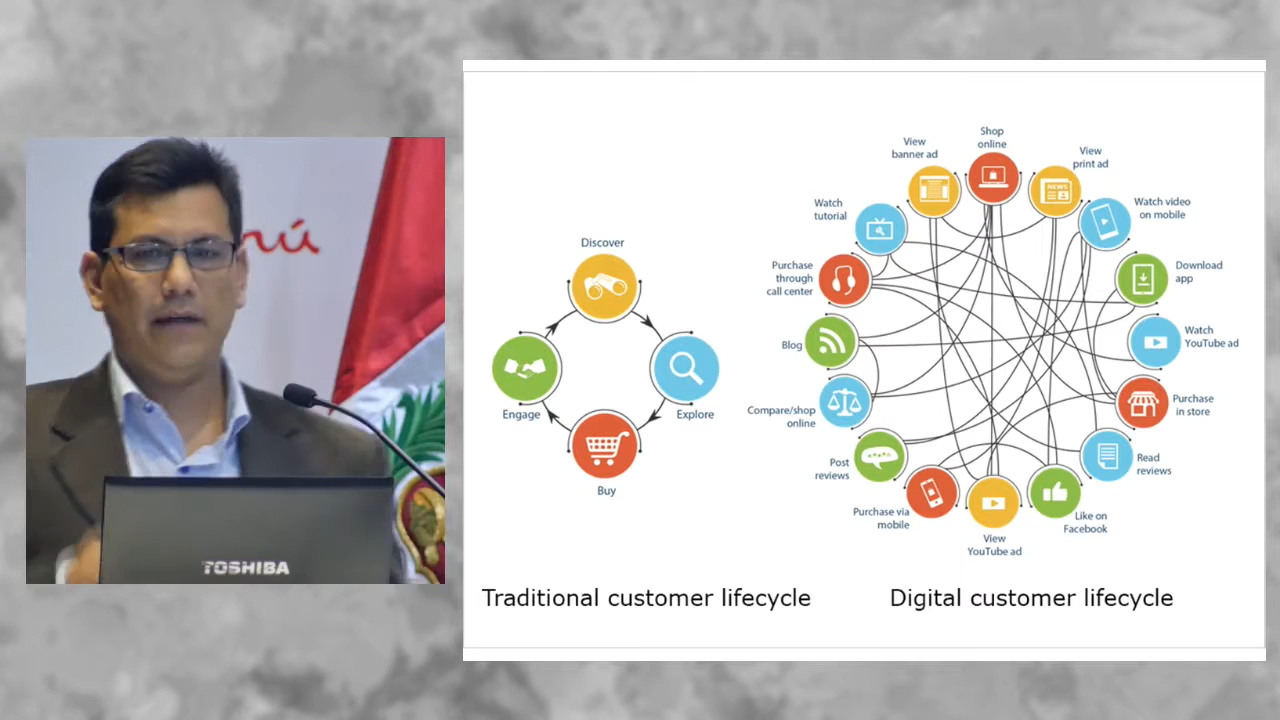 rú
TOSHIBA
Discover
Explore
Buy
Engage
Traditional customer lifecycle
Shop
online
View
print ad
NEWS
Watch video
on mobile
Download
app
Watch
YouTube ad
Purchase
in store
Read
reviews
Like on
Facebook
View
YouTube ad
Purchase via
mobile
Post
reviews
Compare/shop
online
Blog
Purchase
through
call center
Watch
tutorial
View
banner ad
Digital customer lifecycle